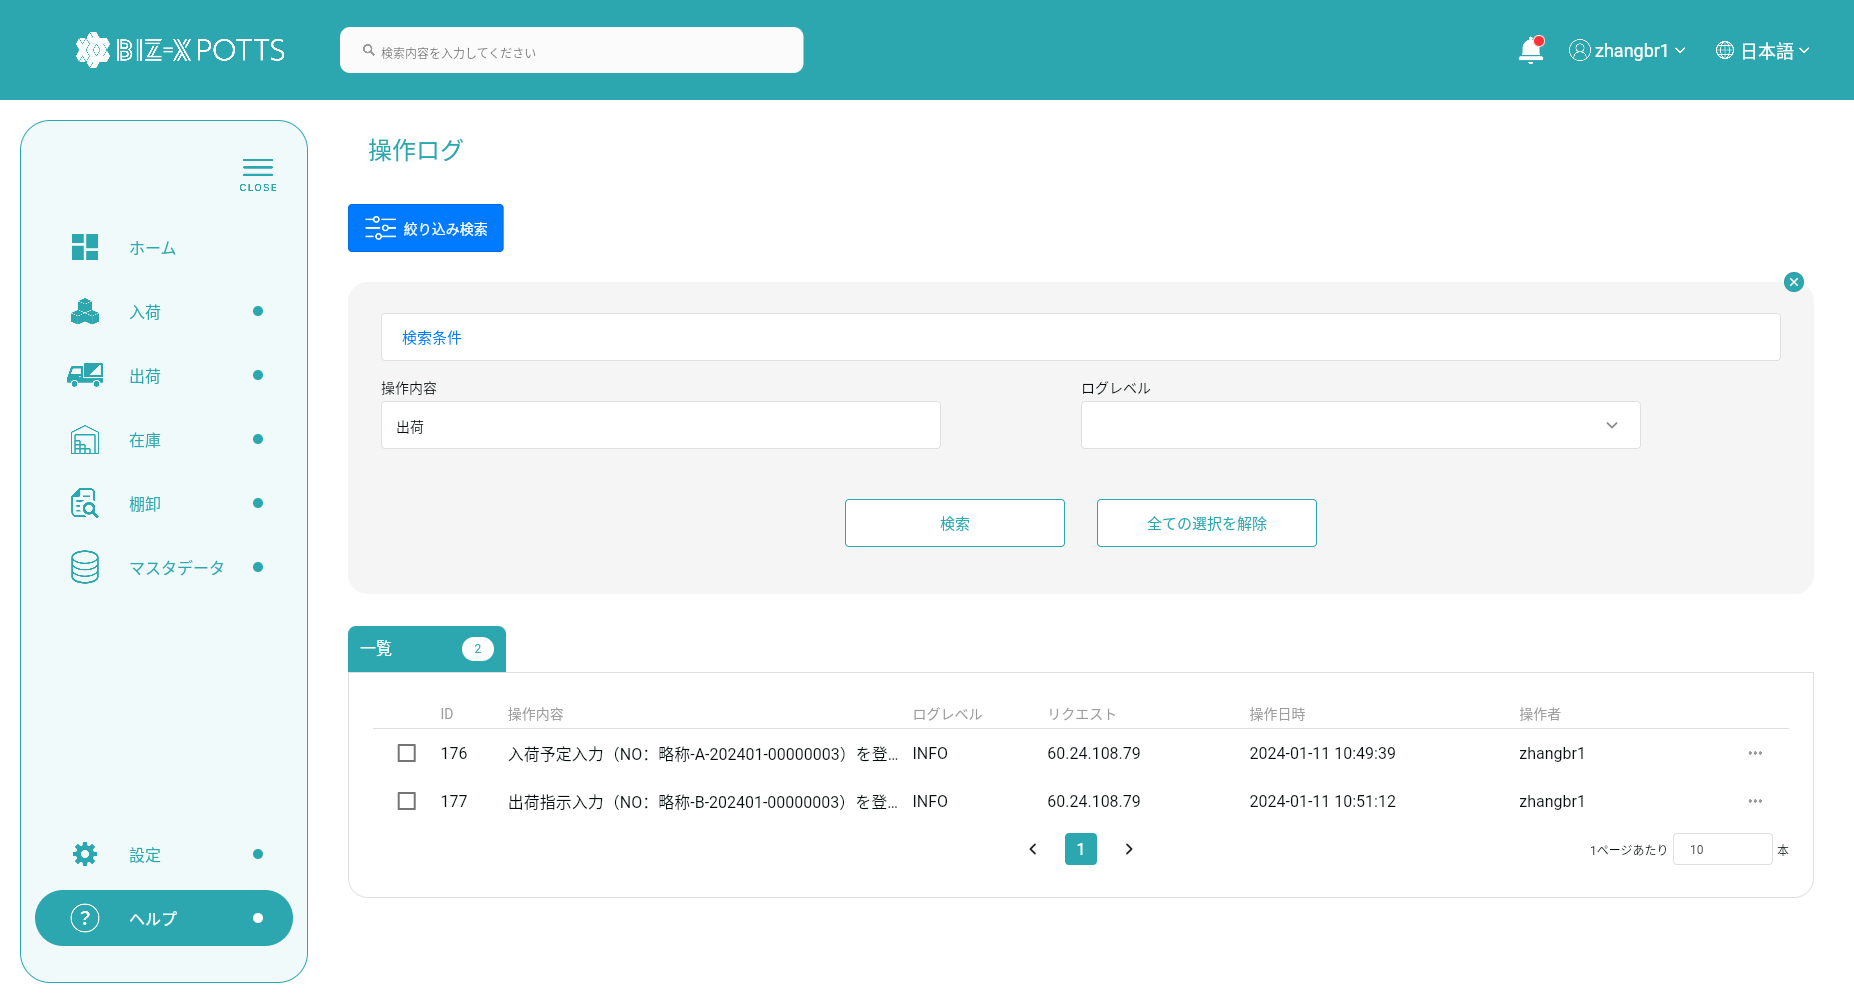 BIZ-X POTTS
検索内容を入力してください
zhangbr1
日本語
CLOSE
ホーム
入荷
出荷
在庫
棚卸
マスタデータ
設定
ヘルプ
操作ログ
絞り込み検索
検索条件
操作内容
ログレベル
出荷
検索
全ての選択を解除
一覧 2
ID 操作内容 ログレベル リクエスト 操作日時 操作者
176 入荷予定入力（NO：略称-A-202401-00000003）を登... INFO 60.24.108.79 2024-01-11 10:49:39 zhangbr1 ...
177 出荷指示入力（NO：略称-B-202401-00000003）を登... INFO 60.24.108.79 2024-01-11 10:51:12 zhangbr1 ...
1
1ページあたり 10 本